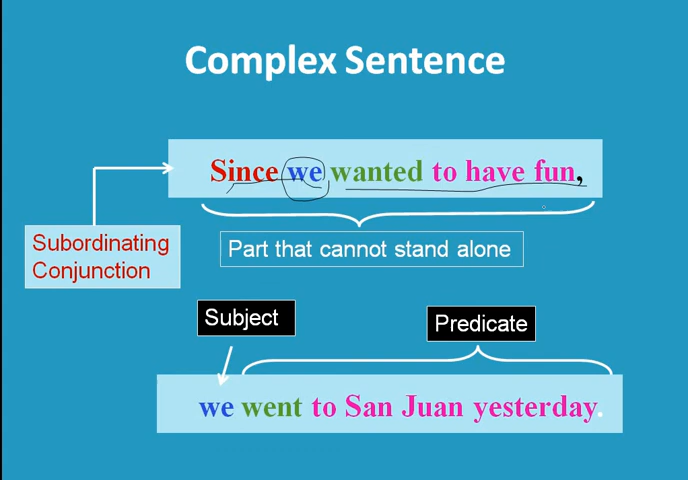 Complex Sentence
Since we wanted to have fun,
Subordinating
Conjunction
Part that cannot stand alone
Subject
Predicate
we went to San Juan yesterday.